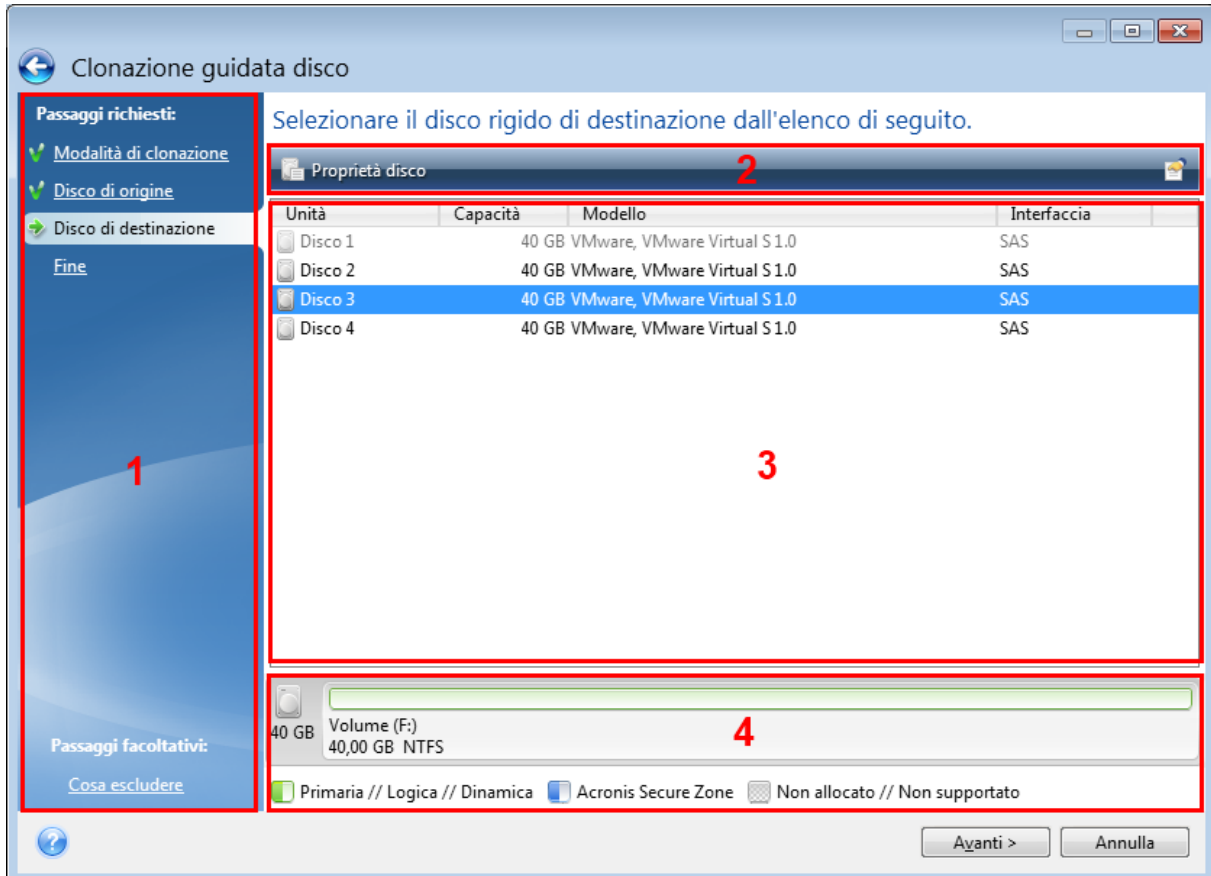 Clonazione guidata disco
Passaggi richiesti:
Modalità di clonazione
Disco di origine
Disco di destinazione
Fine
1
Passaggi facoltativi:
Cosa escludere
Selezionare il disco rigido di destinazione dall'elenco di seguito.
Proprietà disco
2
Unità Capacità Modello Interfaccia
Disco 1 40 GB VMware, VMware Virtual S 1.0 SAS
Disco 2 40 GB VMware, VMware Virtual S 1.0 SAS
Disco 3 40 GB VMware, VMware Virtual S 1.0 SAS
Disco 4 40 GB VMware, VMware Virtual S 1.0 SAS
3
40 GB
Volume (F:)
40,00 GB NTFS
4
Primaria // Logica // Dinamica Acronis Secure Zone Non allocato // Non supportato
?
Avanti > Annulla